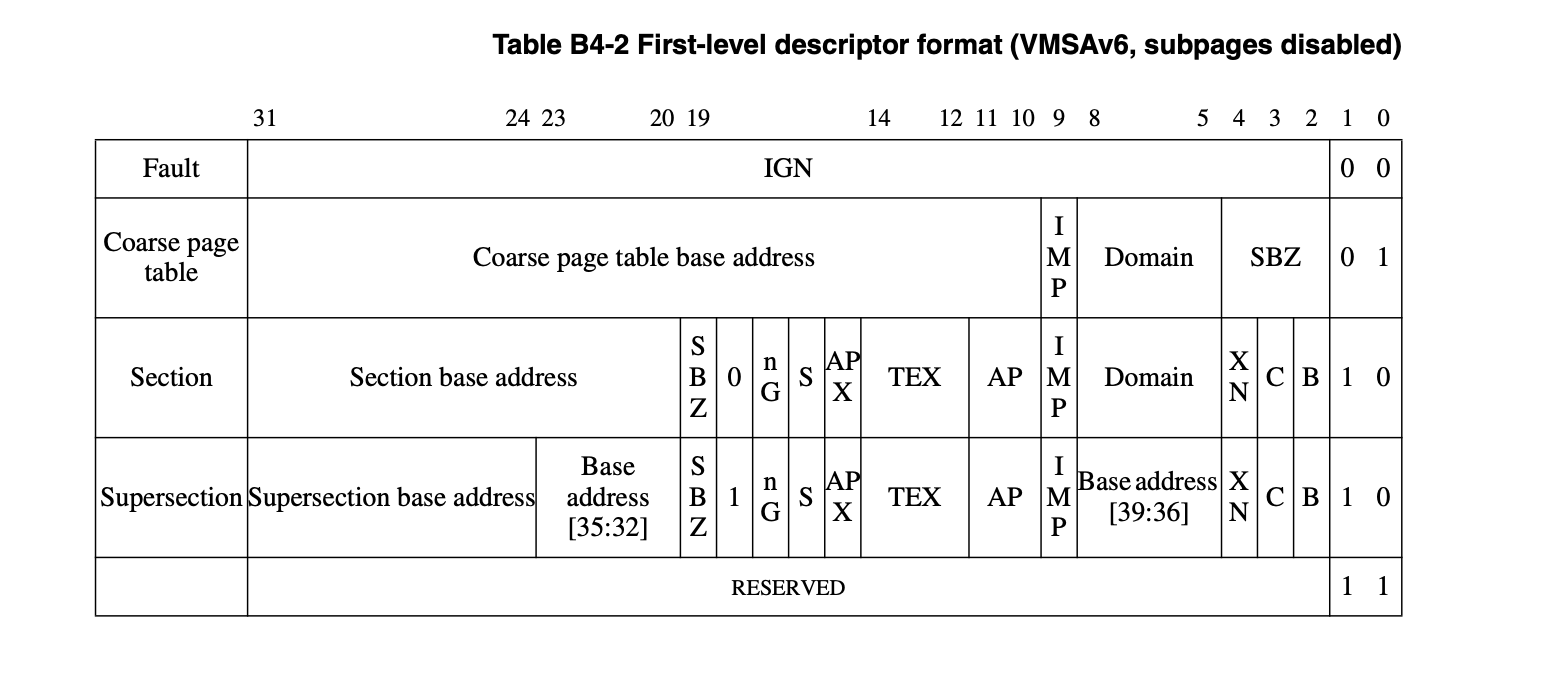 Table B4-2 First-level descriptor format (VMSAv6, subpages disabled)
31 24 23 20 19 14 12 11 10 9 8 5 4 3 2 1 0
Fault IGN 0 0
Coarse page table Coarse page table base address IMP Domain SBZ 0 1
Section Section base address SBZ 0 nG S APX TEX AP IMP Domain XN C B 1 0
Supersection Supersection base address Base address [35:32] SBZ 1 nG S APX TEX AP IMP Base address [39:36] XN C B 1 0
RESERVED 1 1